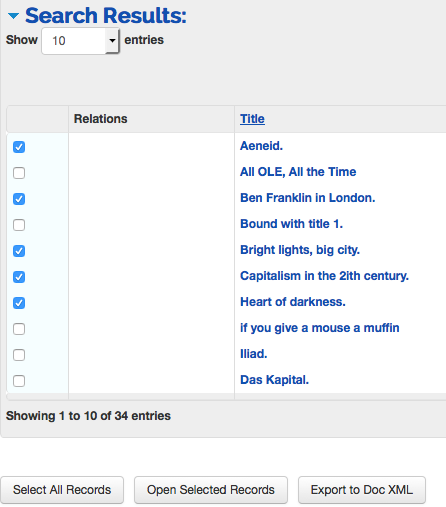 Search Results:
Show 10 entries
Relations Title
Aeneid.
All OLE, All the Time
Ben Franklin in London.
Bound with title 1.
Bright lights, big city.
Capitalism in the 2ith century.
Heart of darkness.
if you give a mouse a muffin
Iliad.
Das Kapital.
Showing 1 to 10 of 34 entries
Select All Records Open Selected Records Export to Doc XML